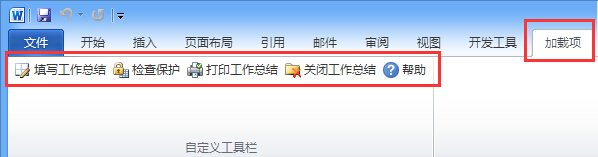 文件 开始 插入 页面布局 引用 邮件 审阅 视图 开发工具 加载项
填写工作总结 检查保护 打印工作总结 关闭工作总结 帮助
自定义工具栏